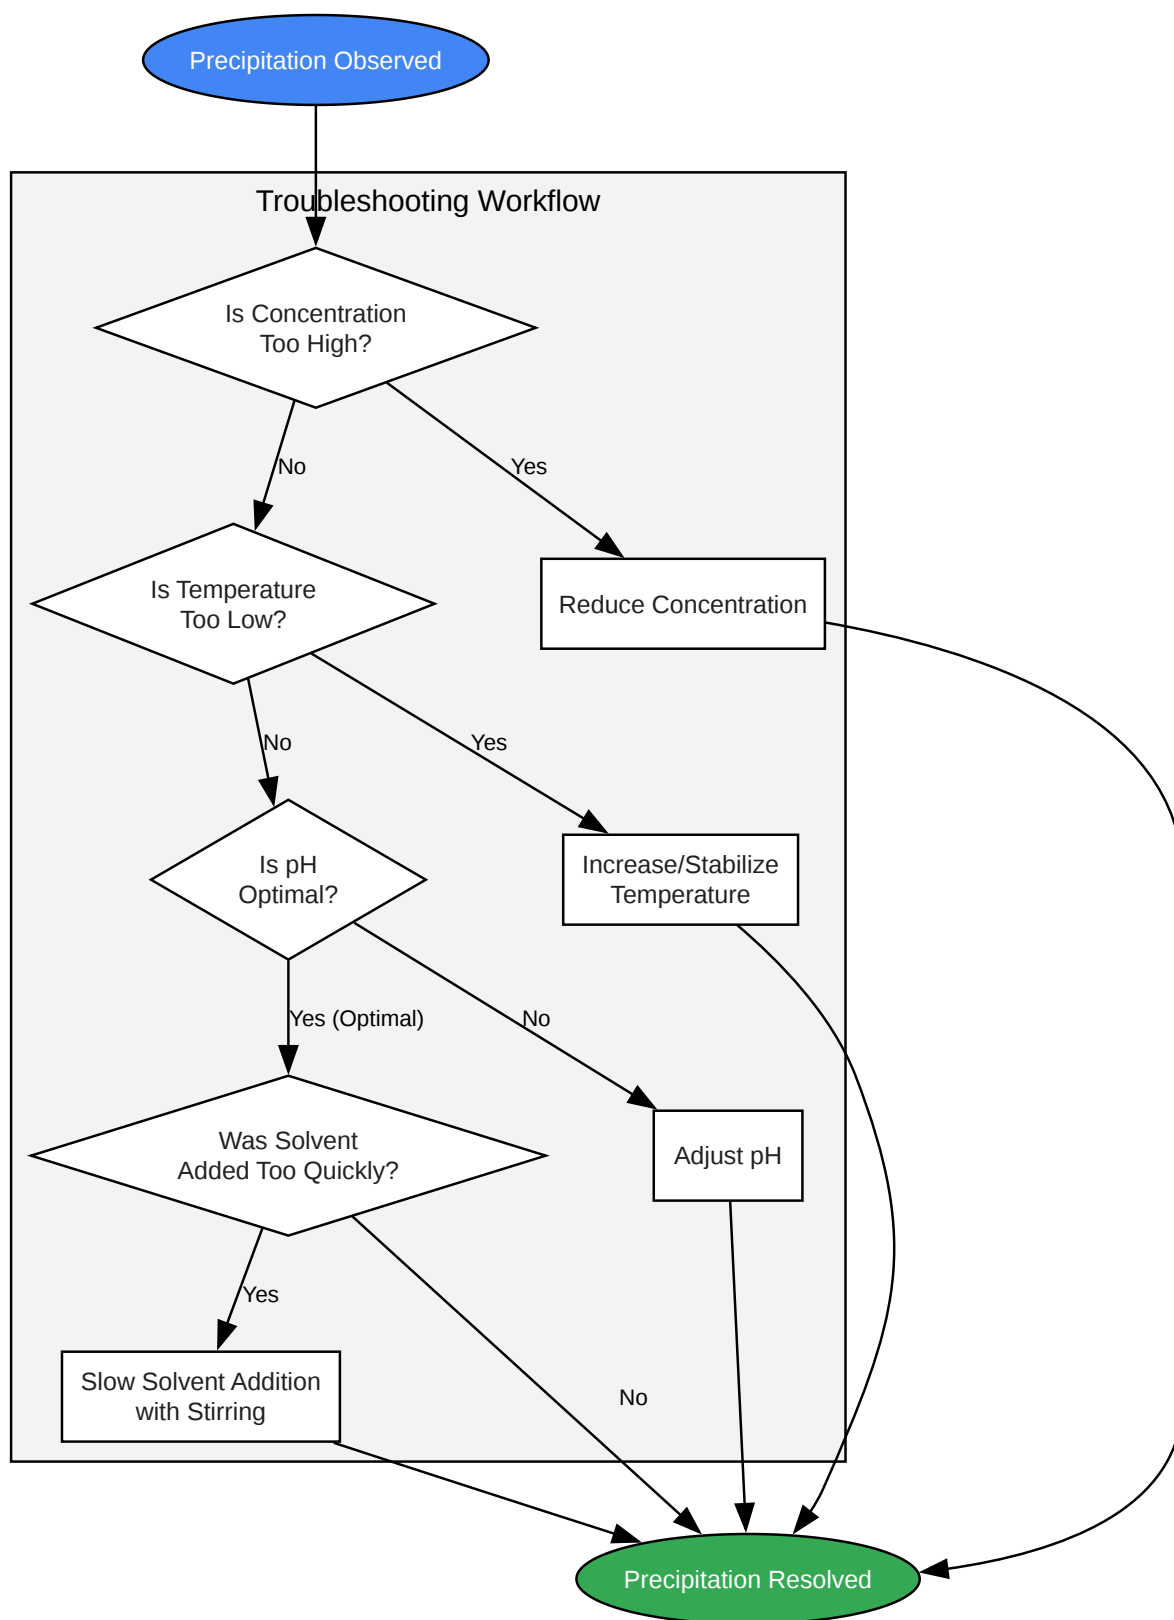 Precipitation Observed
Troubleshooting Workflow
Is Concentration
Too High?
No
Yes
Is Temperature
Too Low?
Reduce Concentration
No
Yes
Is pH
Optimal?
Increase/Stabilize
Temperature
Yes (Optimal)
No
Was Solvent
Added Too Quickly?
Adjust pH
Yes
Slow Solvent Addition
with Stirring
No
Precipitation Resolved